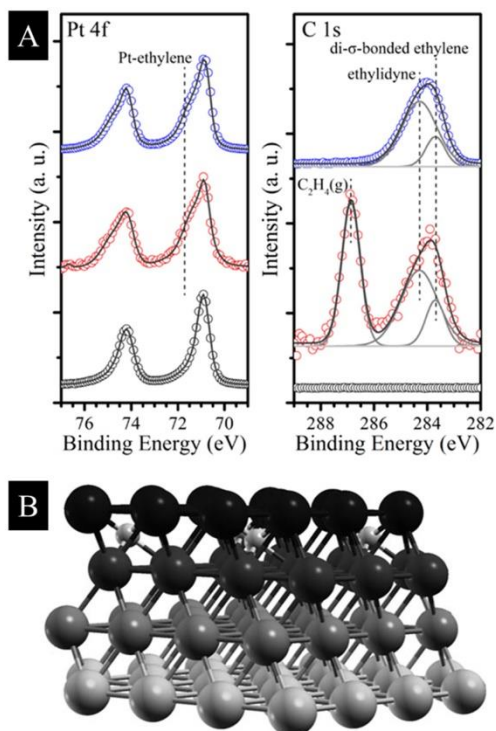 A
Pt 4f
Pt-ethylene
Intensity (a. u.)
76 74 72 70
Binding Energy (eV)
C 1s
di-σ-bonded ethylene
ethylidyne
C₂H₄(g)
Intensity (a. u.)
288 286 284 282
Binding Energy (eV)
B